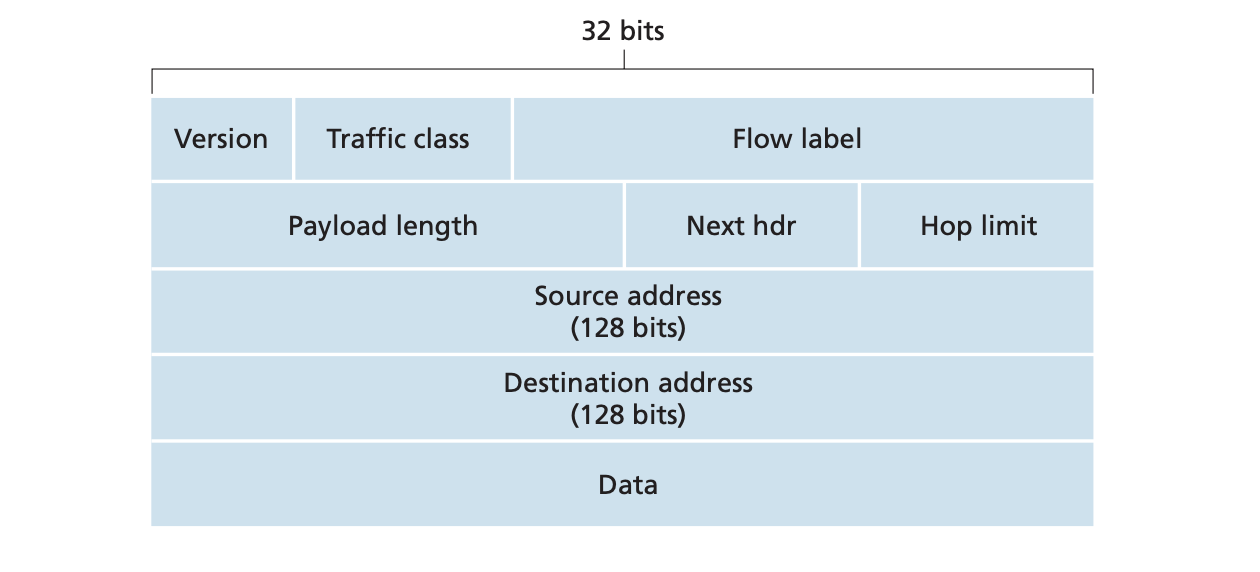 32 bits
Version Traffic class Flow label
Payload length Next hdr Hop limit
Source address
(128 bits)
Destination address
(128 bits)
Data